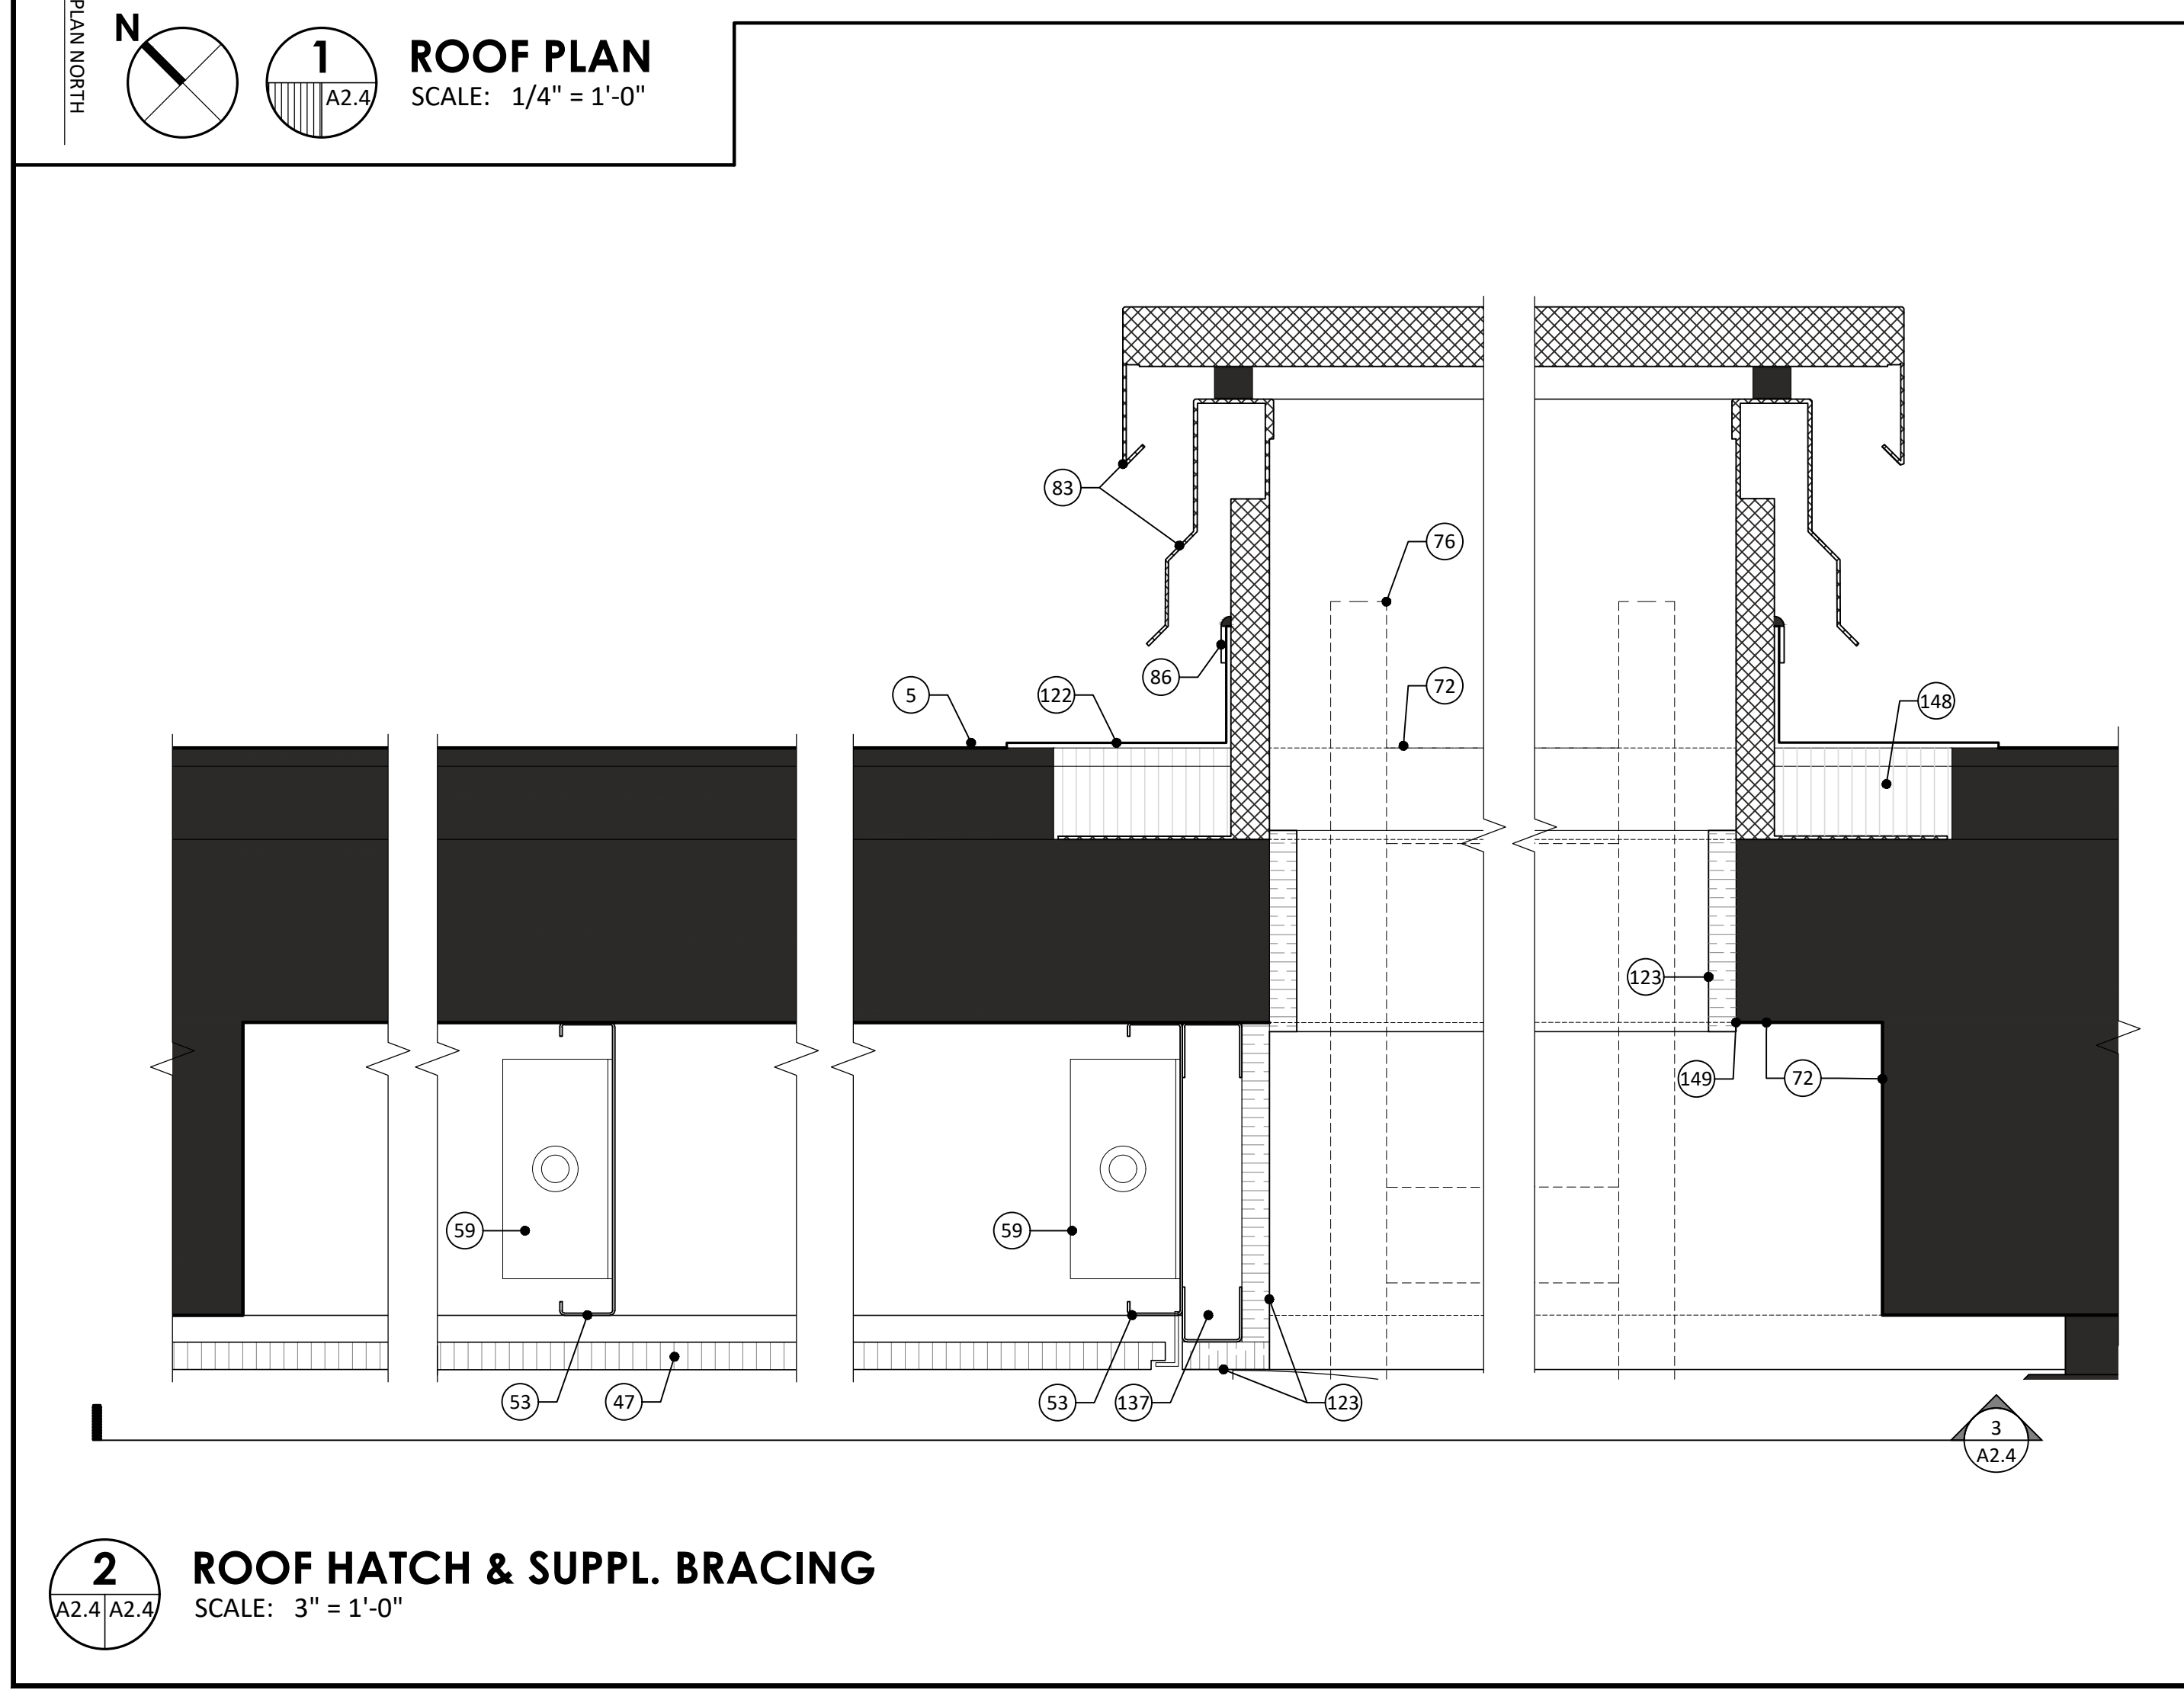 PLAN NORTH
N
1
A2.4
ROOF PLAN
SCALE: 1/4" = 1'-0"
83
76
86
72
5
122
148
123
149
72
59
59
53
47
53
137
123
3
A2.4
2
A2.4 A2.4
ROOF HATCH & SUPPL. BRACING
SCALE: 3" = 1'-0"